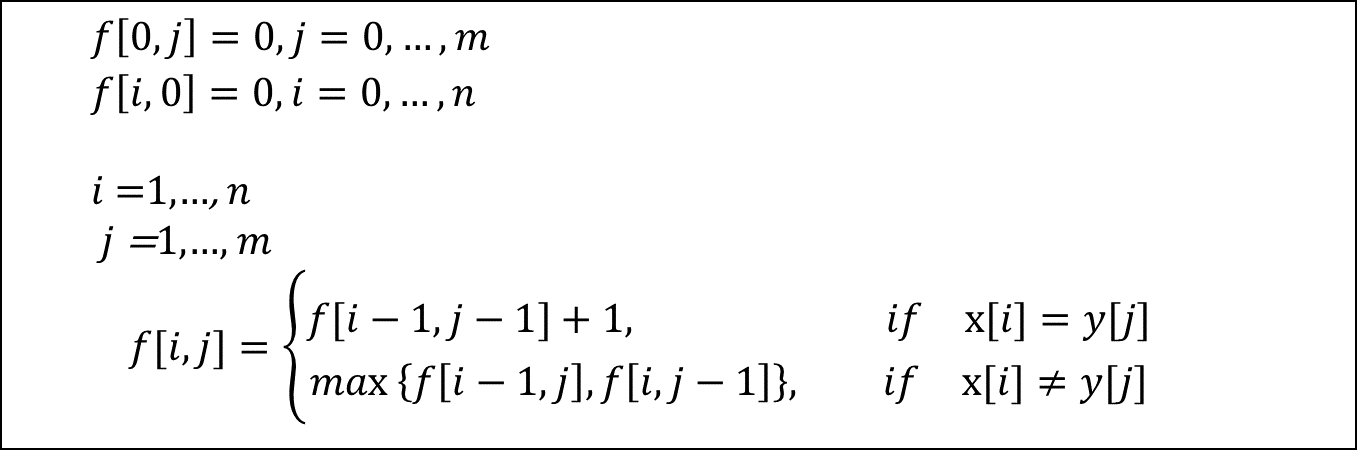 f[0,j] = 0, j = 0, … , m
f[i, 0] = 0, i = 0, … , n
i =1,…, n
j =1,…, m
f[i,j] = { f[i − 1, j − 1] + 1, if x[i] = y[j]
max {f[i − 1, j], f[i, j − 1]}, if x[i] ≠ y[j]